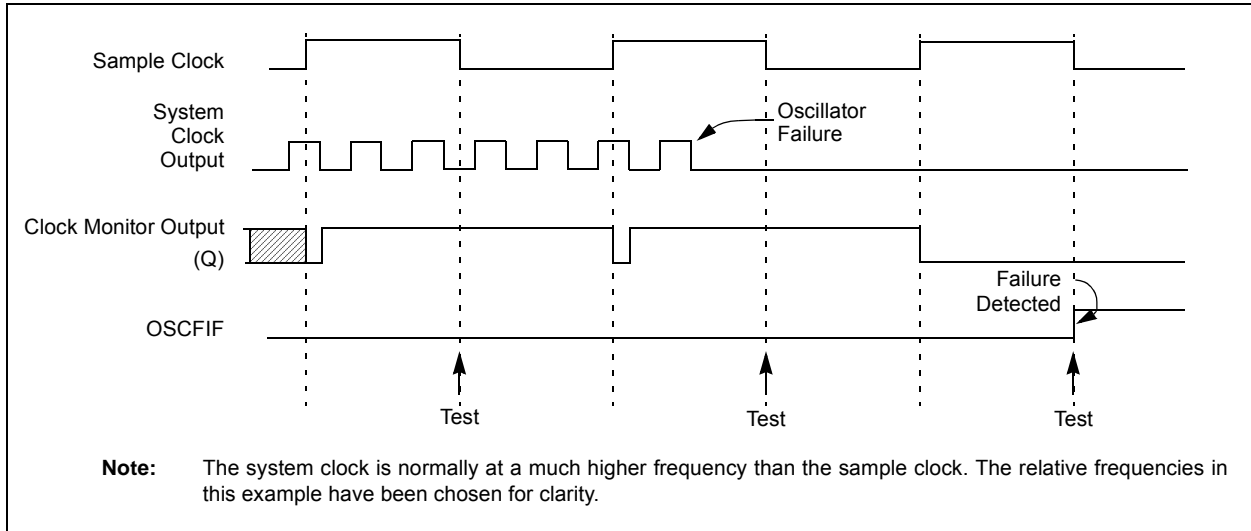 Sample Clock
System
Clock
Output
Oscillator
Failure
Clock Monitor Output
(Q)
Failure
Detected
OSCFIF
Test
Test
Test
Note: The system clock is normally at a much higher frequency than the sample clock. The relative frequencies in
this example have been chosen for clarity.